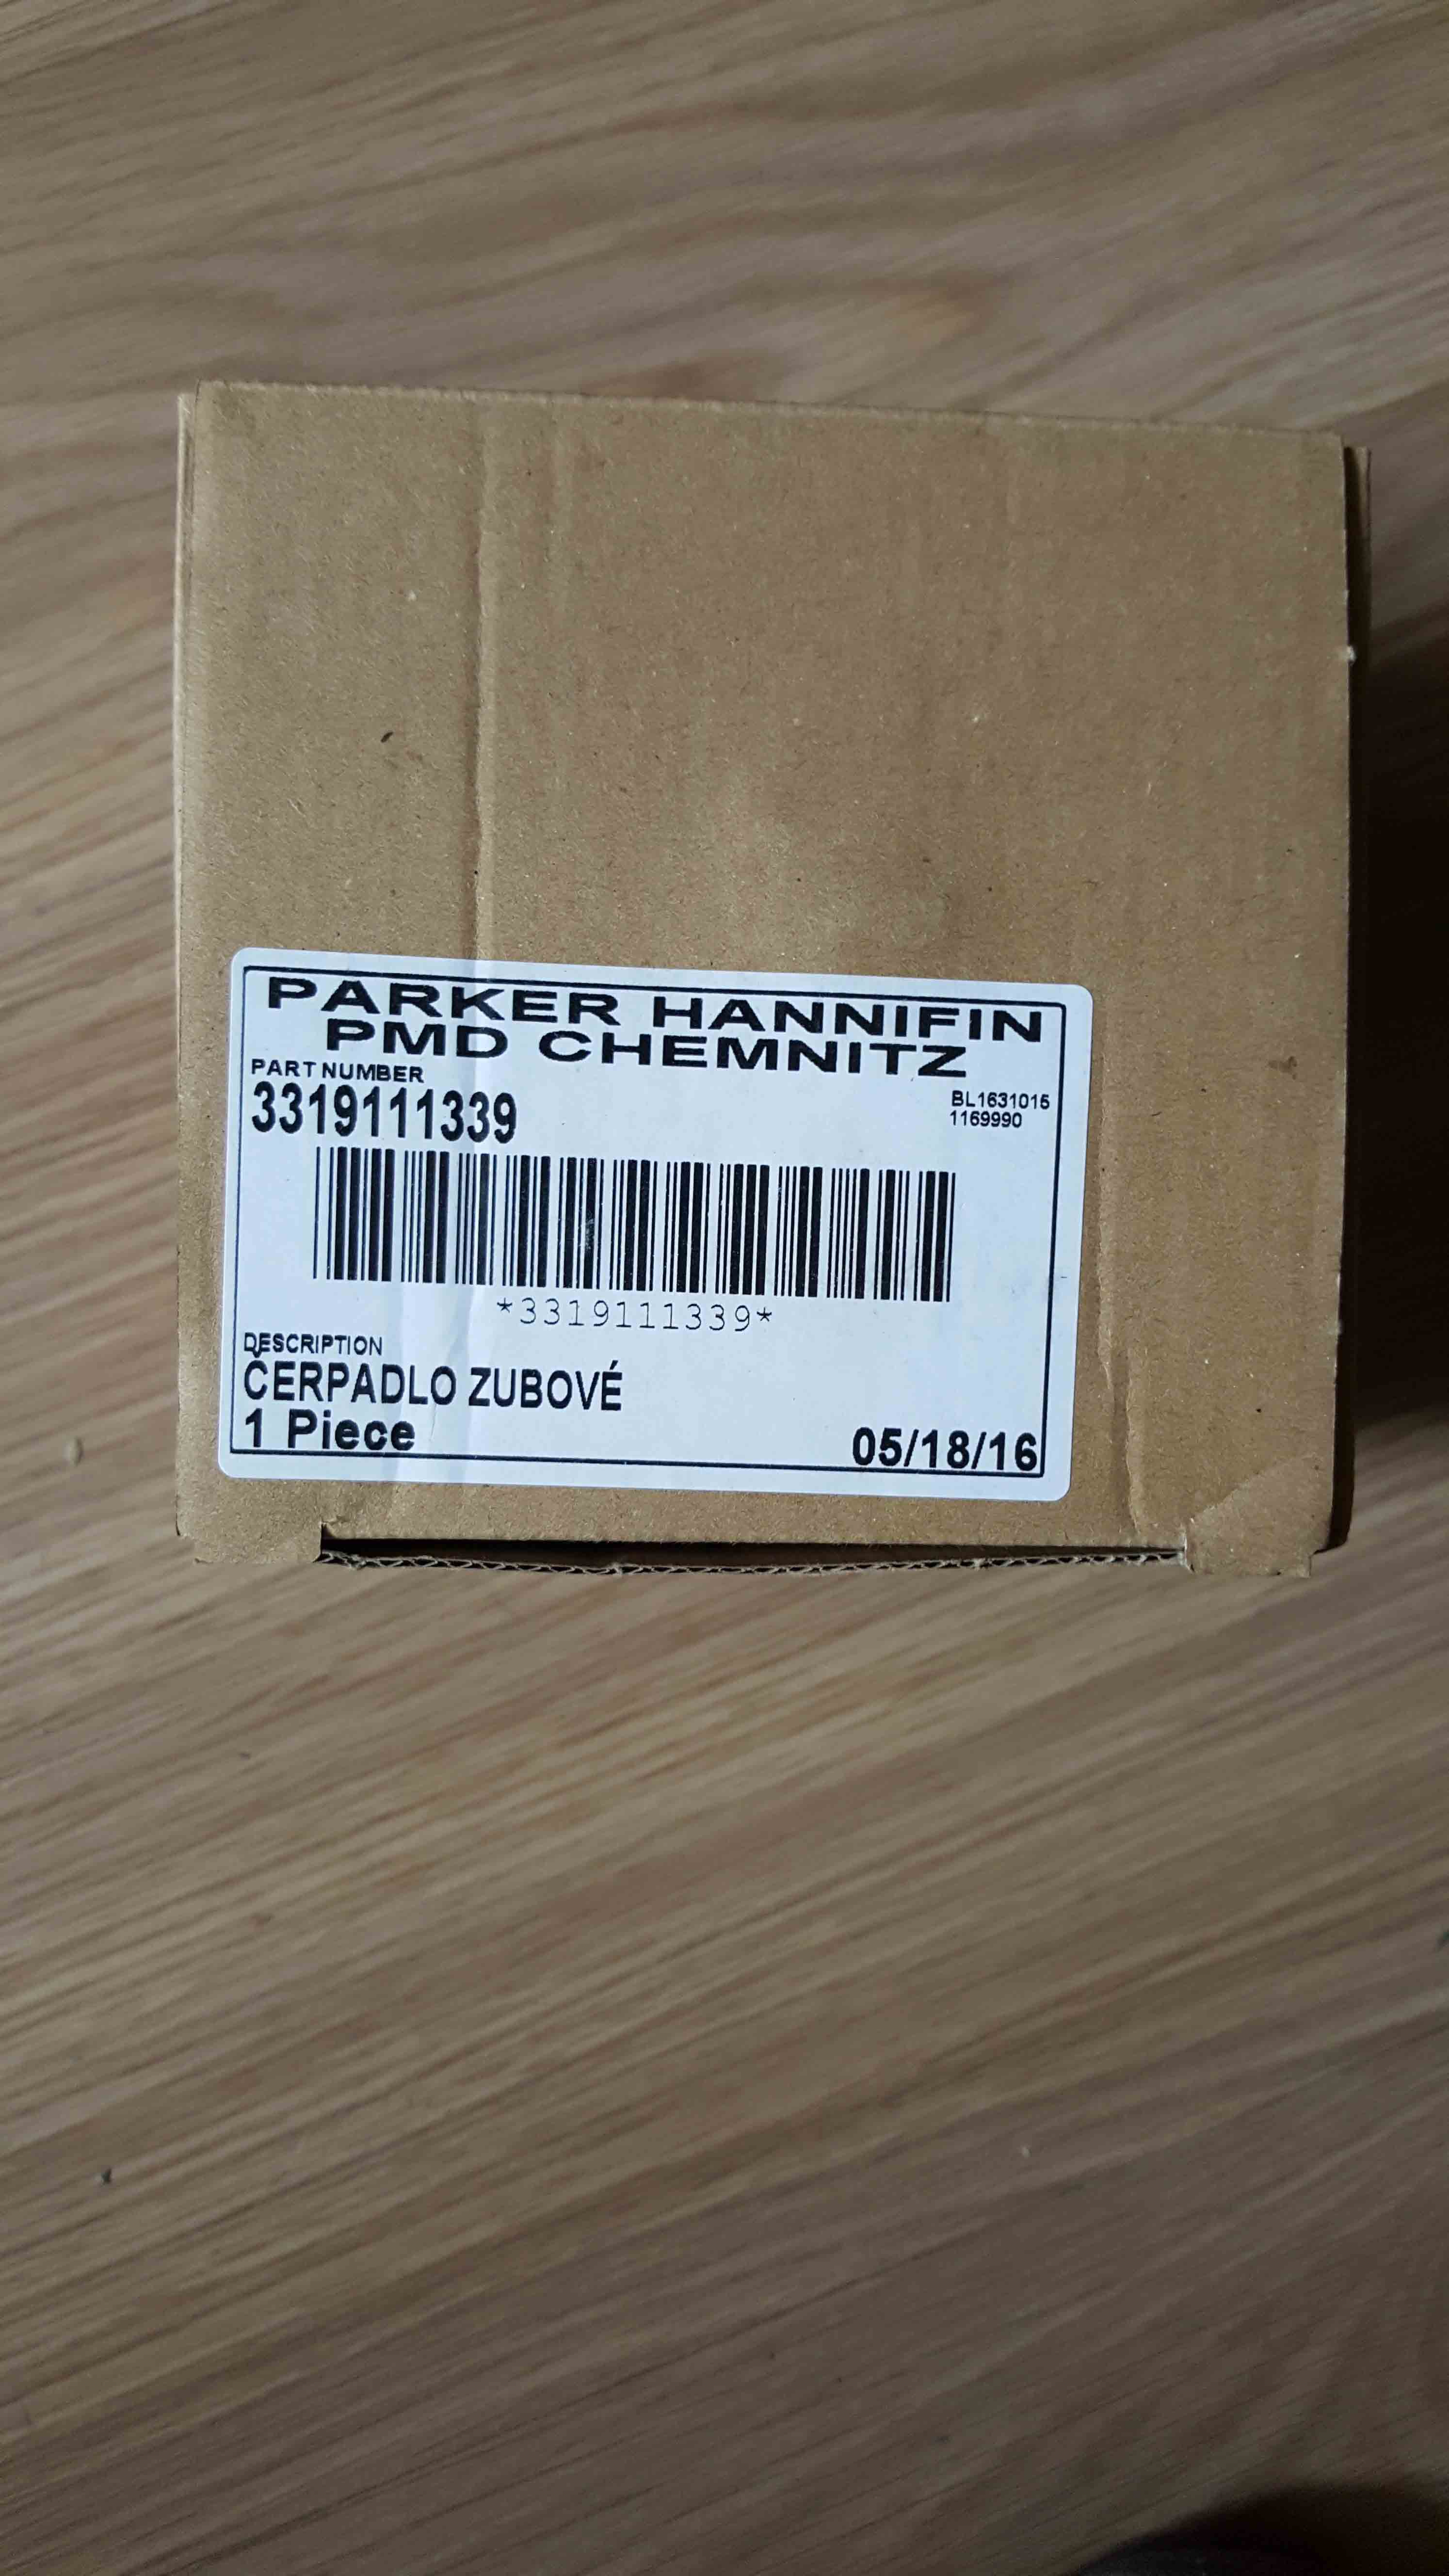 PARKER HANNIFIN
PMD CHEMNITZ
PART NUMBER
3319111339
BL1631015
1169990
*3319111339*
DESCRIPTION
ČERPADLO ZUBOVÉ
1 Piece
05/18/16